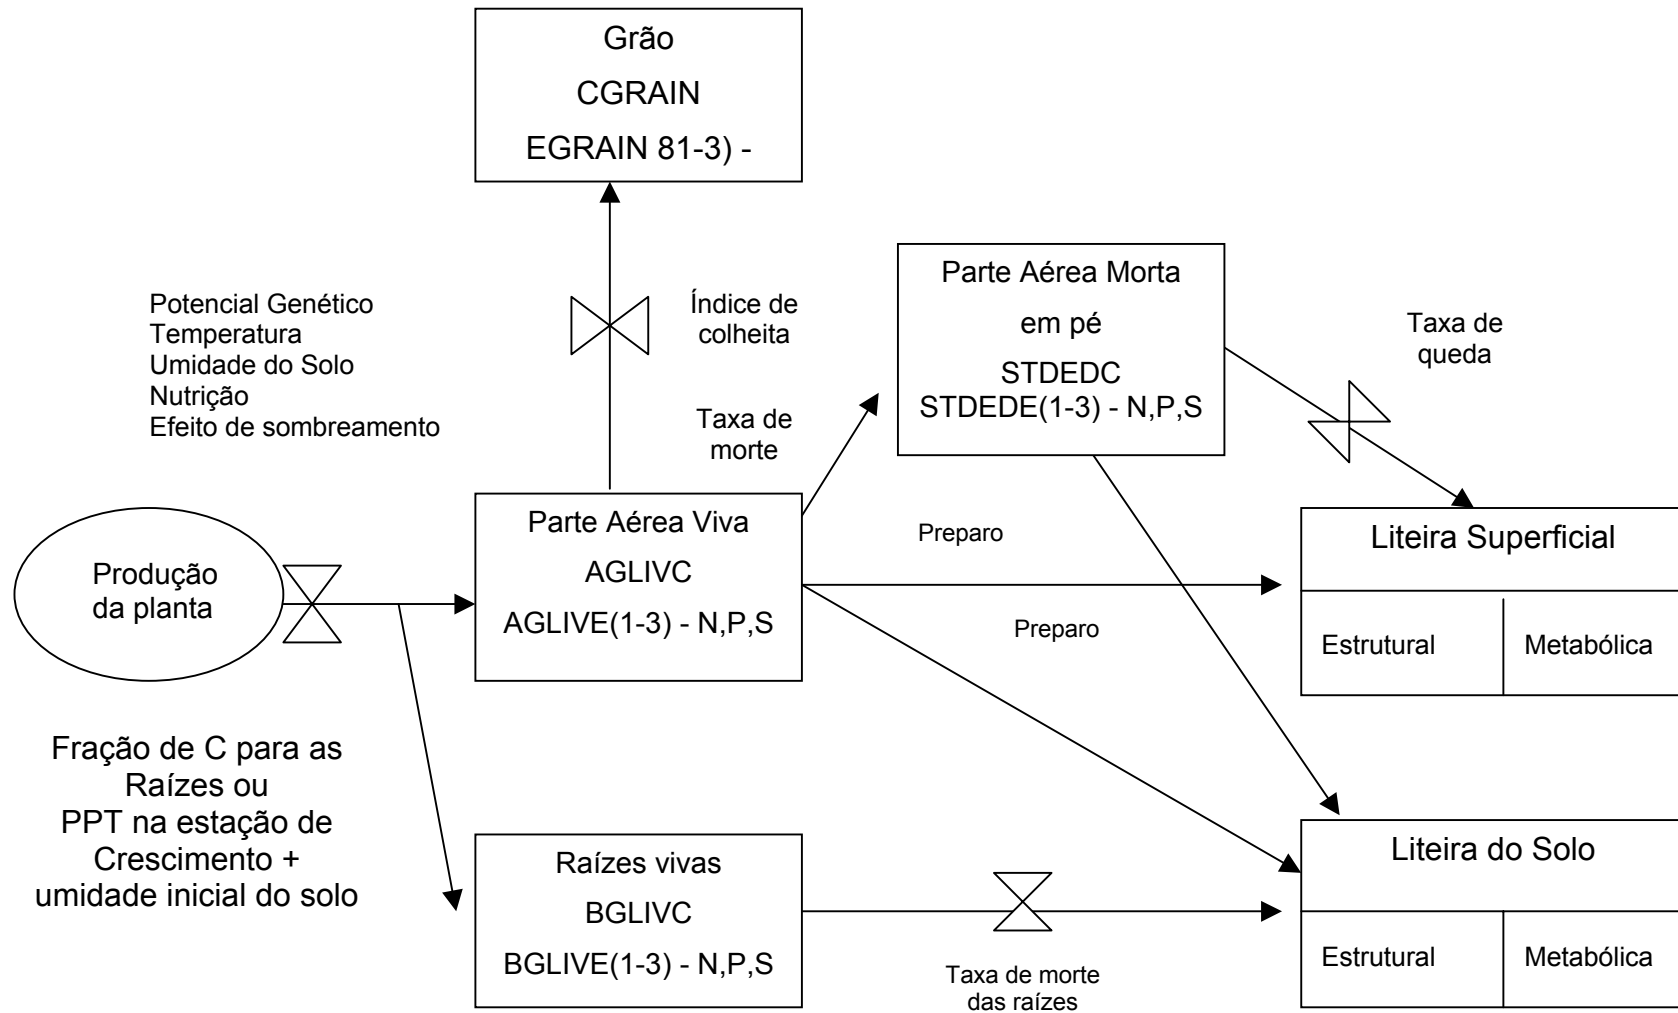 Grão
CGRAIN
EGRAIN 81-3) -
Potencial Genético
Temperatura
Umidade do Solo
Nutrição
Efeito de sombreamento
Índice de
colheita
Taxa de
morte
Parte Aérea Morta
em pé
STDEDC
STDEDE(1-3) - N,P,S
Taxa de
queda
Produção
da planta
Parte Aérea Viva
AGLIVC
AGLIVE(1-3) - N,P,S
Preparo
Preparo
Liteira Superficial
Estrutural
Metabólica
Fração de C para as
Raízes ou
PPT na estação de
Crescimento +
umidade inicial do solo
Raízes vivas
BGLIVC
BGLIVE(1-3) - N,P,S
Taxa de morte
das raízes
Liteira do Solo
Estrutural
Metabólica